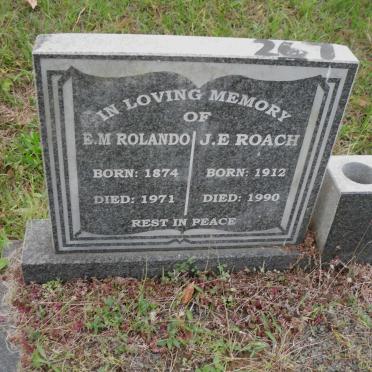 IN LOVING MEMORY
OF
E.M ROLANDO J.E ROACH
BORN: 1874 BORN: 1912
DIED: 1971 DIED: 1990
REST IN PEACE